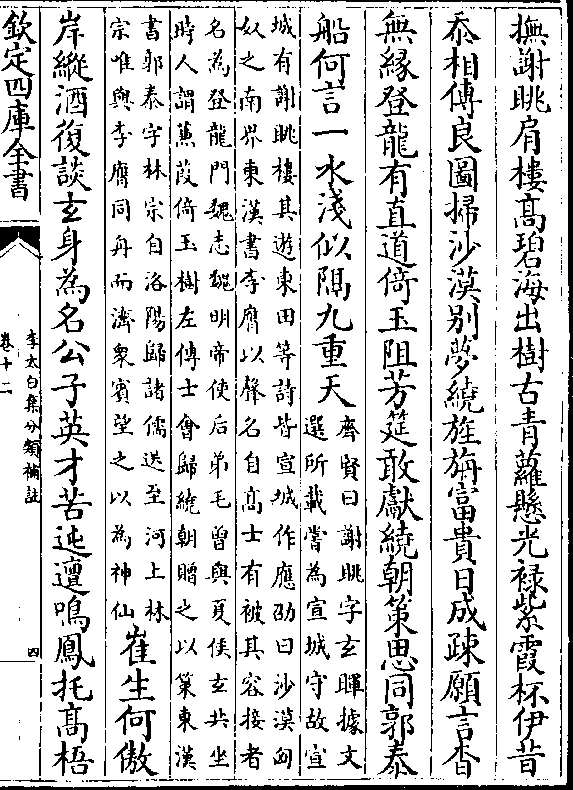 撫謝朓肩樓髙碧海出樹古青蘿懸光禄紫霞杯伊昔
忝相傳良圖掃沙漠别夢繞旌旃富貴日成疎願言杳
無縁登龍有直道倚玉阻芳筵敢獻繞朝策思同郭泰
船何言一水淺似隔九重天
齊賢曰謝朓字玄暉據文
選所載嘗為宣城守故宣
城有謝朓樓其遊東田等詩皆宣城作應劭曰沙漠匈
奴之南界東漢書李膺以聲名自髙士有被其容接者
名為登龍門魏志魏明帝使后弟毛曾與夏侯玄共坐
時人謂蒹葭倚玉樹左傳士會歸繞朝贈之以策東漢
書郭泰字林宗自洛陽歸諸儒送至河上林
宗唯與李膺同舟而濟衆賔望之以為神仙
崔生何傲
岸縱酒復談玄身為名公子英才苦迍邅鳴鳳托髙梧
欽定四庫全書
李太白集分類補註
卷十二
四